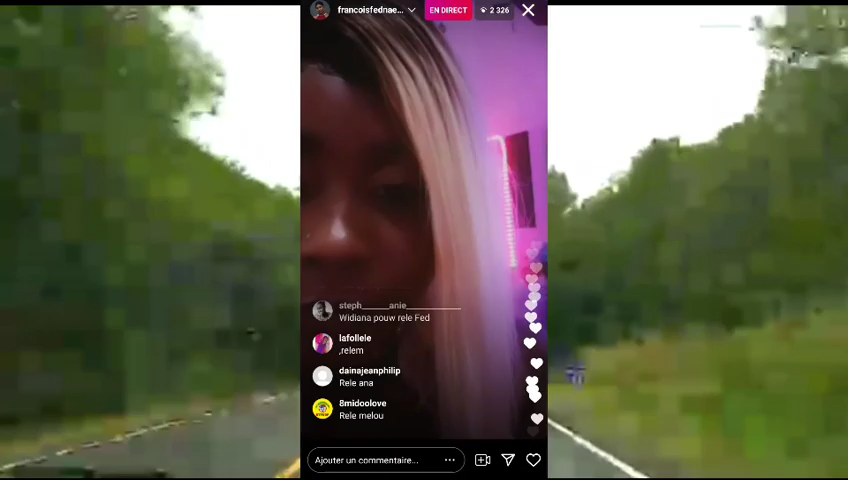 francoisfednae...
EN DIRECT
2 326
steph______anie______________
Widiana pouw rele Fed
lafollele
,relem
dainajeanphilip
Rele ana
8midoolove
Rele melou
Ajouter un commentaire...